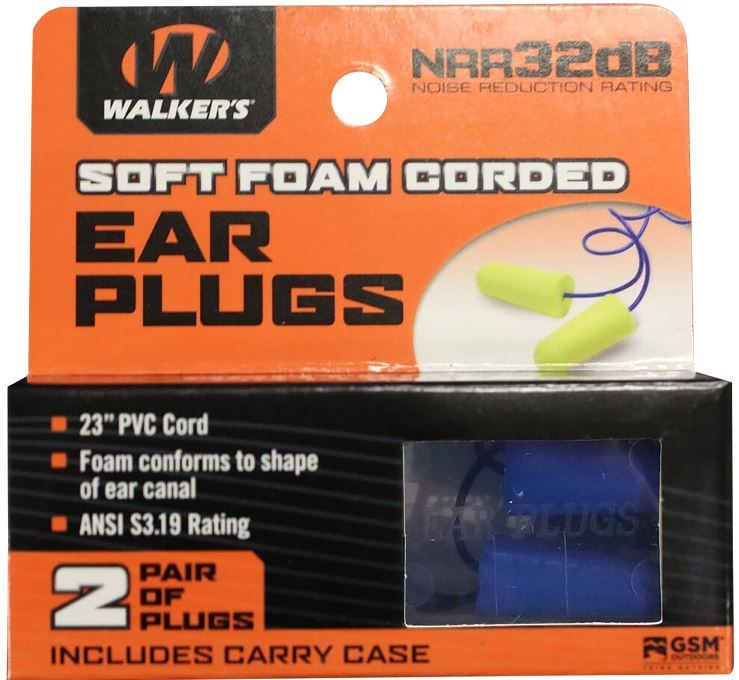 W
WALKER'S
NRR32dB
NOISE REDUCTION RATING
SOFT FOAM CORDED
EAR
PLUGS
23" PVC Cord
Foam conforms to shape
of ear canal
ANSI S3.19 Rating
EAR PLUGS
2 PAIR
OF
PLUGS
INCLUDES CARRY CASE
GSM
OUTDOORS